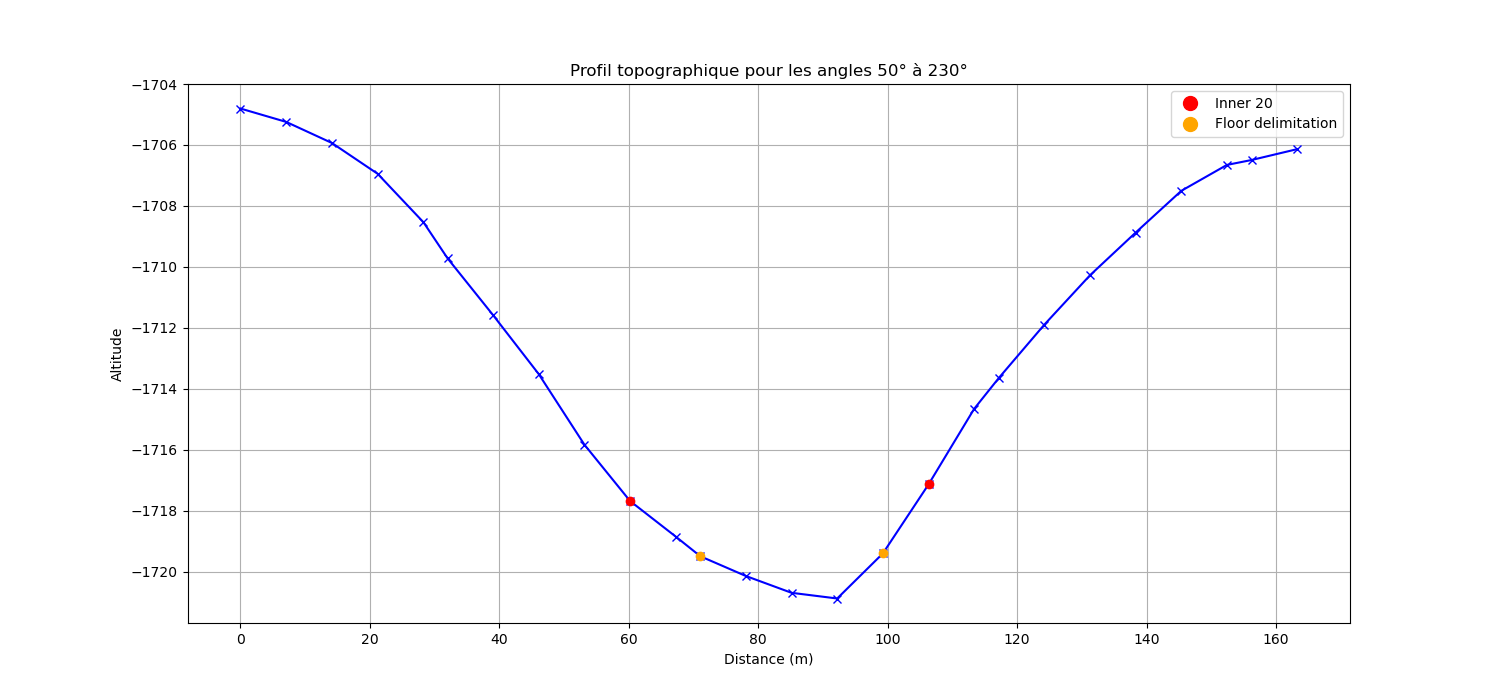 Profil topographique pour les angles 50° à 230°
Inner 20
Floor delimitation
Altitude
−1704
−1706
−1708
−1710
−1712
−1714
−1716
−1718
−1720
0 20 40 60 80 100 120 140 160
Distance (m)